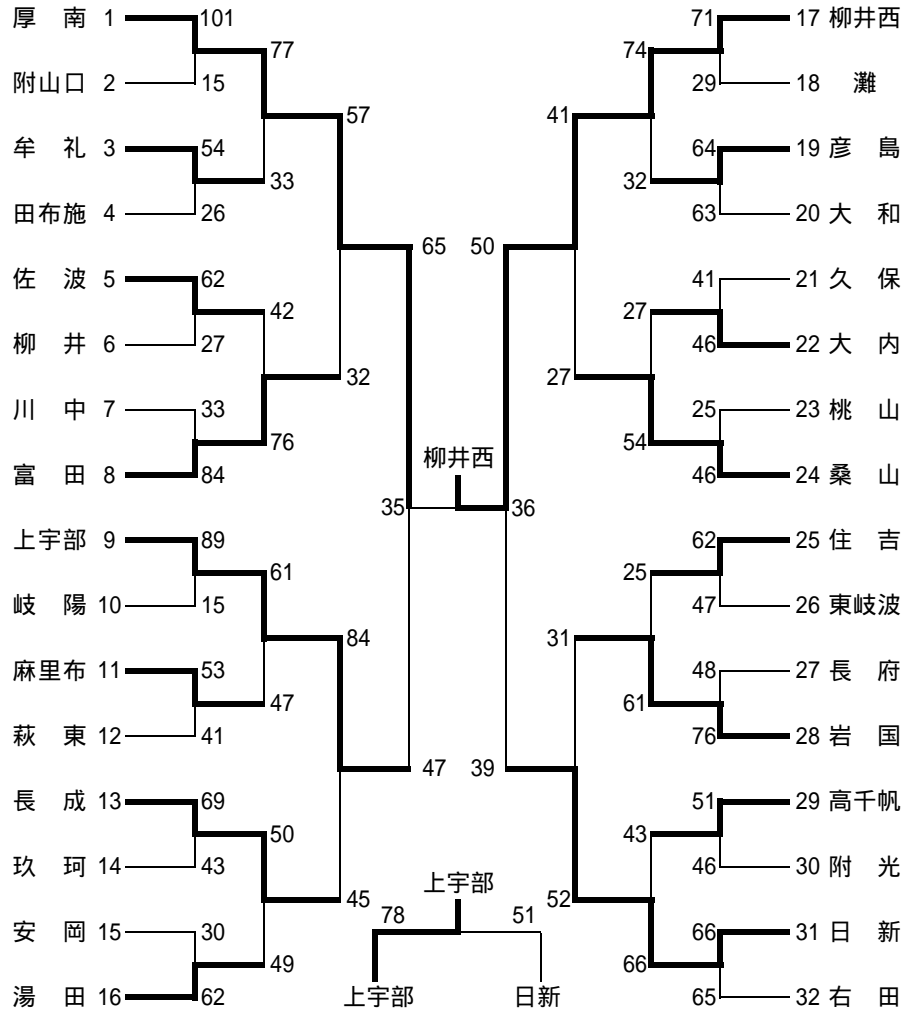 厚 南 1 101 71 17 柳井西
77 74
附山口 2 15 29 18 灘
57 41
牟 礼 3 54 64 19 彦 島
33 32
田布施 4 26 63 20 大 和
65 50
佐 波 5 62 41 21 久 保
42 27
柳 井 6 27 46 22 大 内
32 27
川 中 7 33 25 23 桃 山
76 54
富 田 8 84 46 24 桑 山
柳井西
35 36
上宇部 9 89 62 25 住 吉
61 25
岐 陽 10 15 47 26 東岐波
84 31
麻里布 11 53 48 27 長 府
47 61
萩 東 12 41 76 28 岩 国
47 39
長 成 13 69 51 29 高千帆
50 43
玖 珂 14 43 46 30 附 光
上宇部
45 52
78 51
安 岡 15 30 66 31 日 新
49 66
湯 田 16 62 65 32 右 田
上宇部 日新